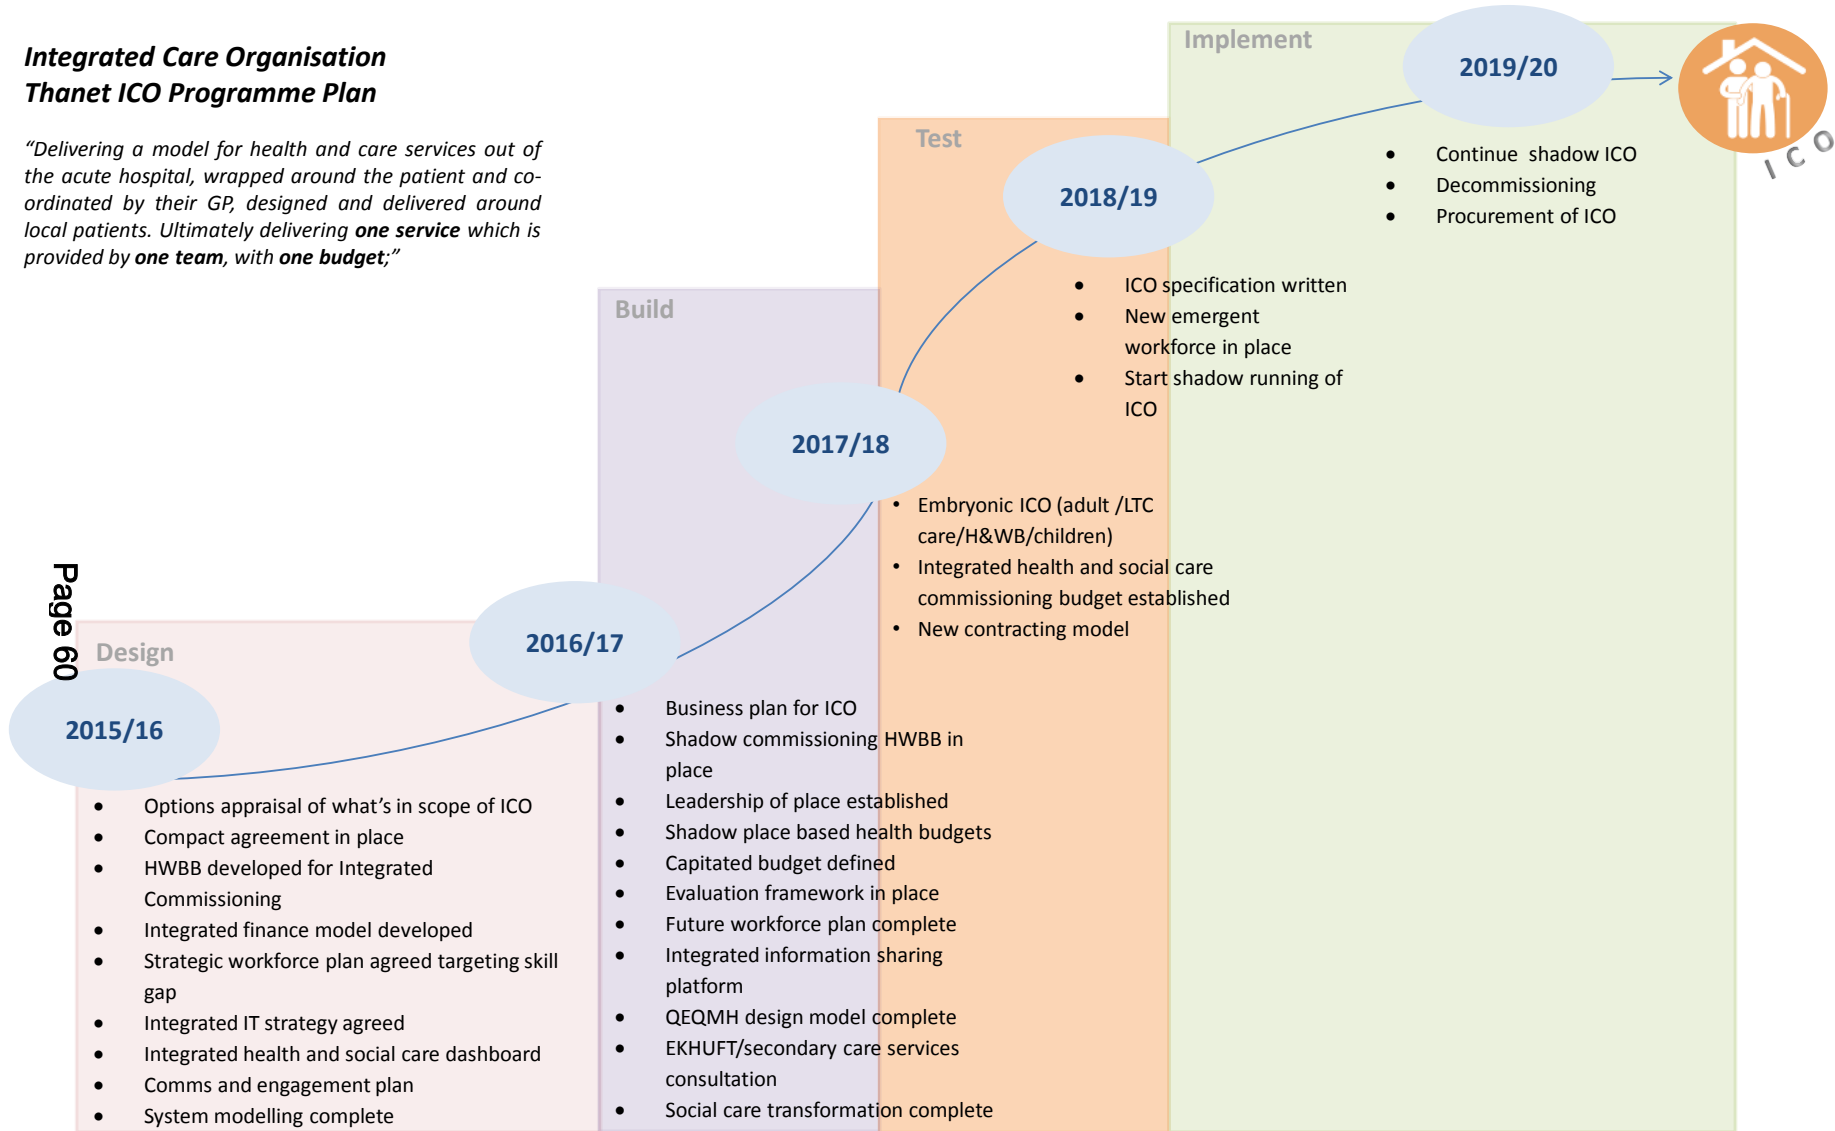 Integrated Care Organisation
Thanet ICO Programme Plan
“Delivering a model for health and care services out of
the acute hospital, wrapped around the patient and co-
ordinated by their GP, designed and delivered around
local patients. Ultimately delivering one service which is
provided by one team, with one budget;”
Page 60
Design
2015/16
• Options appraisal of what’s in scope of ICO
• Compact agreement in place
• HWBB developed for Integrated
Commissioning
• Integrated finance model developed
• Strategic workforce plan agreed targeting skill
gap
• Integrated IT strategy agreed
• Integrated health and social care dashboard
• Comms and engagement plan
• System modelling complete
Build
2016/17
• Business plan for ICO
• Shadow commissioning HWBB in
place
• Leadership of place established
• Shadow place based health budgets
• Capitated budget defined
• Evaluation framework in place
• Future workforce plan complete
• Integrated information sharing
platform
• QEQMH design model complete
• EKHUFT/secondary care services
consultation
• Social care transformation complete
Test
2017/18
• Embryonic ICO (adult /LTC
care/H&WB/children)
• Integrated health and social care
commissioning budget established
• New contracting model
Implement
2018/19
• ICO specification written
• New emergent
workforce in place
• Start shadow running of
ICO
2019/20
• Continue shadow ICO
• Decommissioning
• Procurement of ICO
ICO